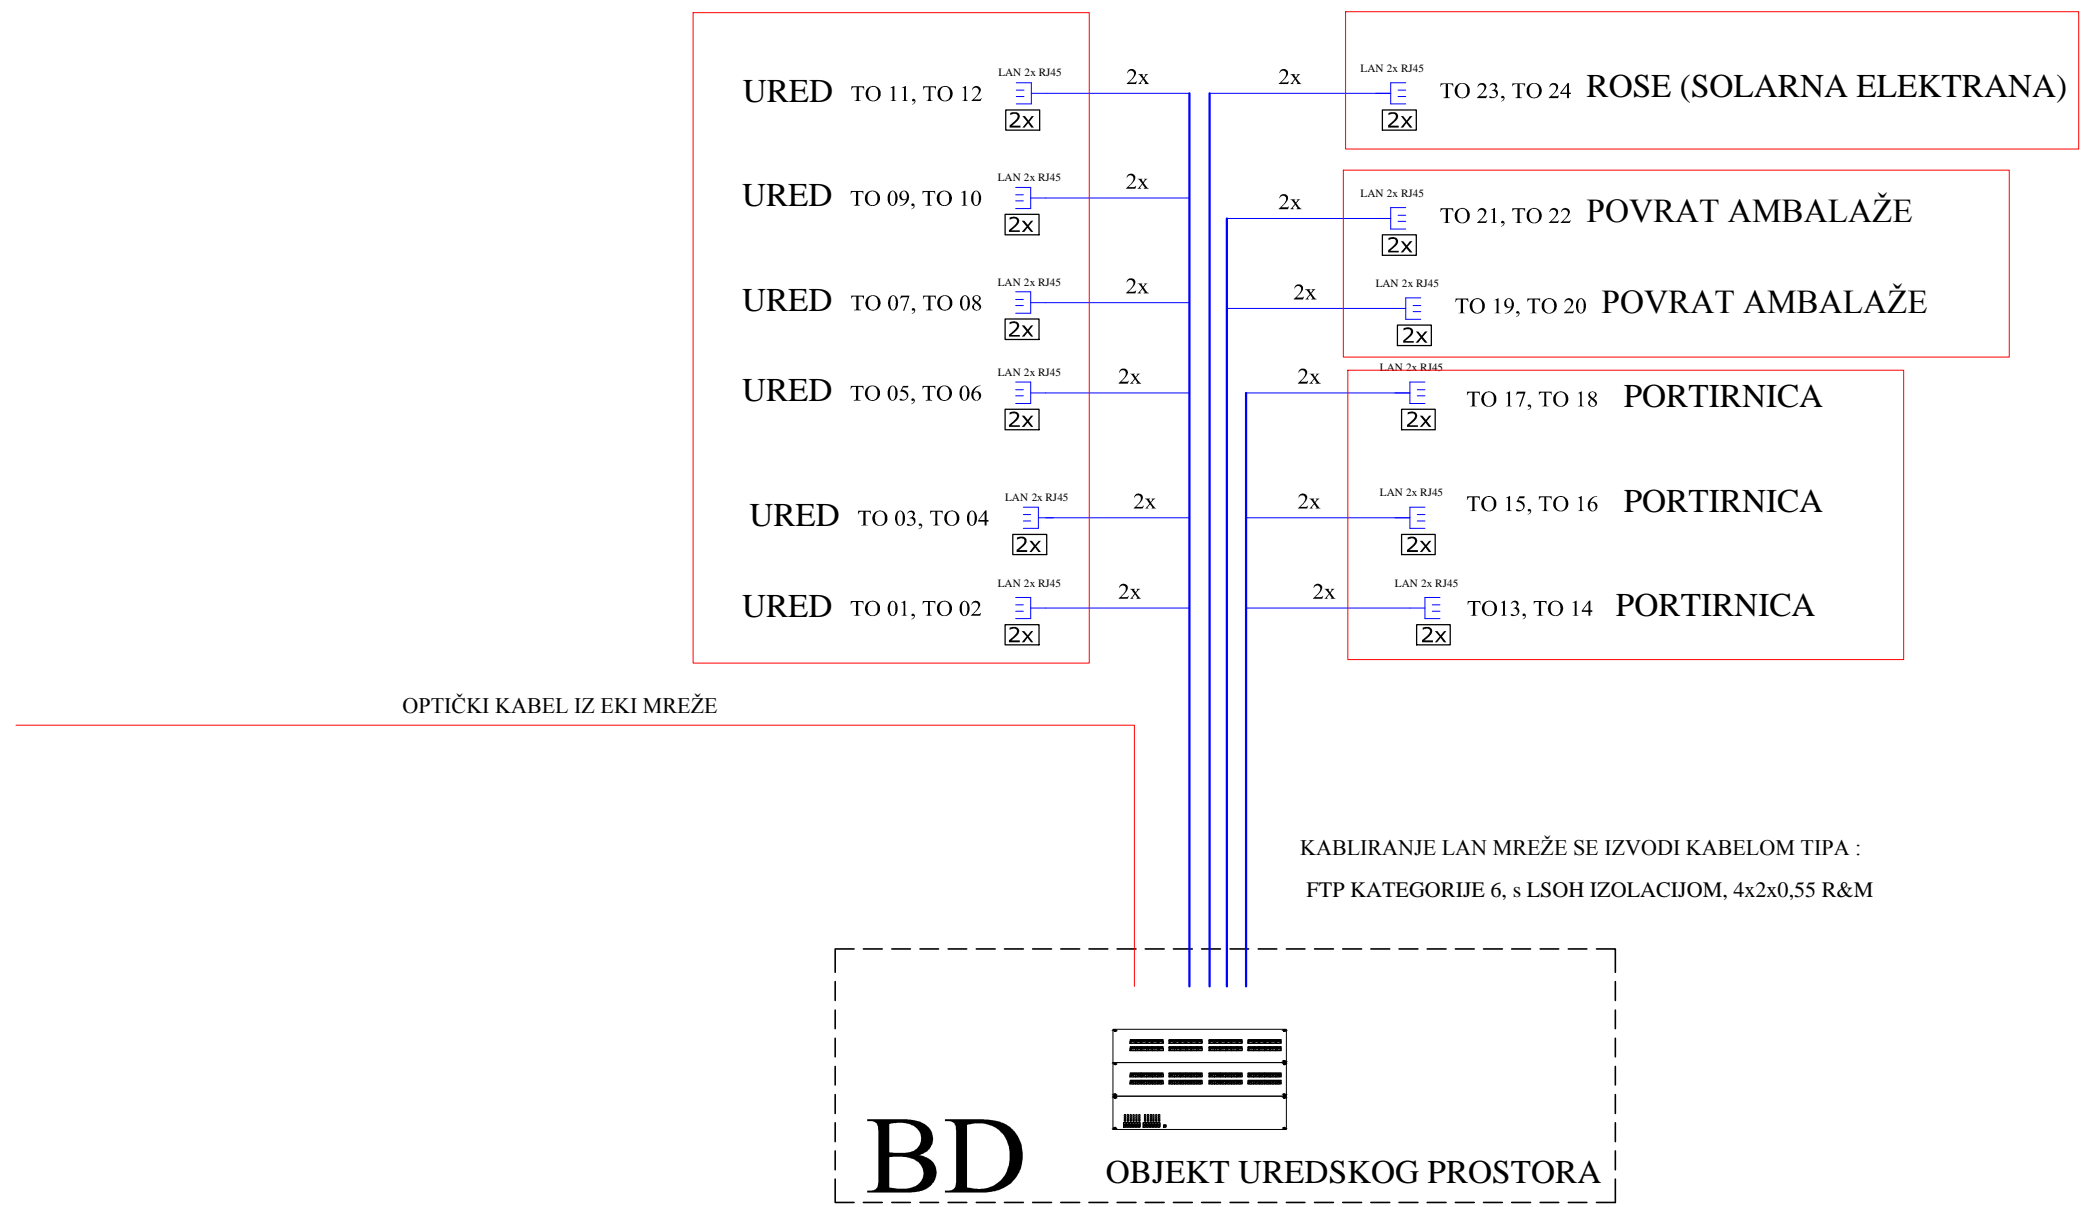 LAN 2x RJ45
URED TO 11, TO 12
2x
2x
LAN 2x RJ45
URED TO 09, TO 10
2x
2x
LAN 2x RJ45
URED TO 07, TO 08
2x
2x
LAN 2x RJ45
URED TO 05, TO 06
2x
2x
LAN 2x RJ45
URED TO 03, TO 04
2x
2x
LAN 2x RJ45
URED TO 01, TO 02
2x
2x
2x
LAN 2x RJ45
TO 23, TO 24 ROSE (SOLARNA ELEKTRANA)
2x
2x
LAN 2x RJ45
TO 21, TO 22 POVRAT AMBALAŽE
2x
2x
LAN 2x RJ45
TO 19, TO 20 POVRAT AMBALAŽE
2x
2x
LAN 2x RJ45
TO 17, TO 18 PORTIRNICA
2x
2x
LAN 2x RJ45
TO 15, TO 16 PORTIRNICA
2x
2x
LAN 2x RJ45
TO13, TO 14 PORTIRNICA
2x
OPTIČKI KABEL IZ EKI MREŽE
KABLIRANJE LAN MREŽE SE IZVODI KABELOM TIPA :
FTP KATEGORIJE 6, s LSOH IZOLACIJOM, 4x2x0,55 R&M
BD
OBJEKT UREDSKOG PROSTORA